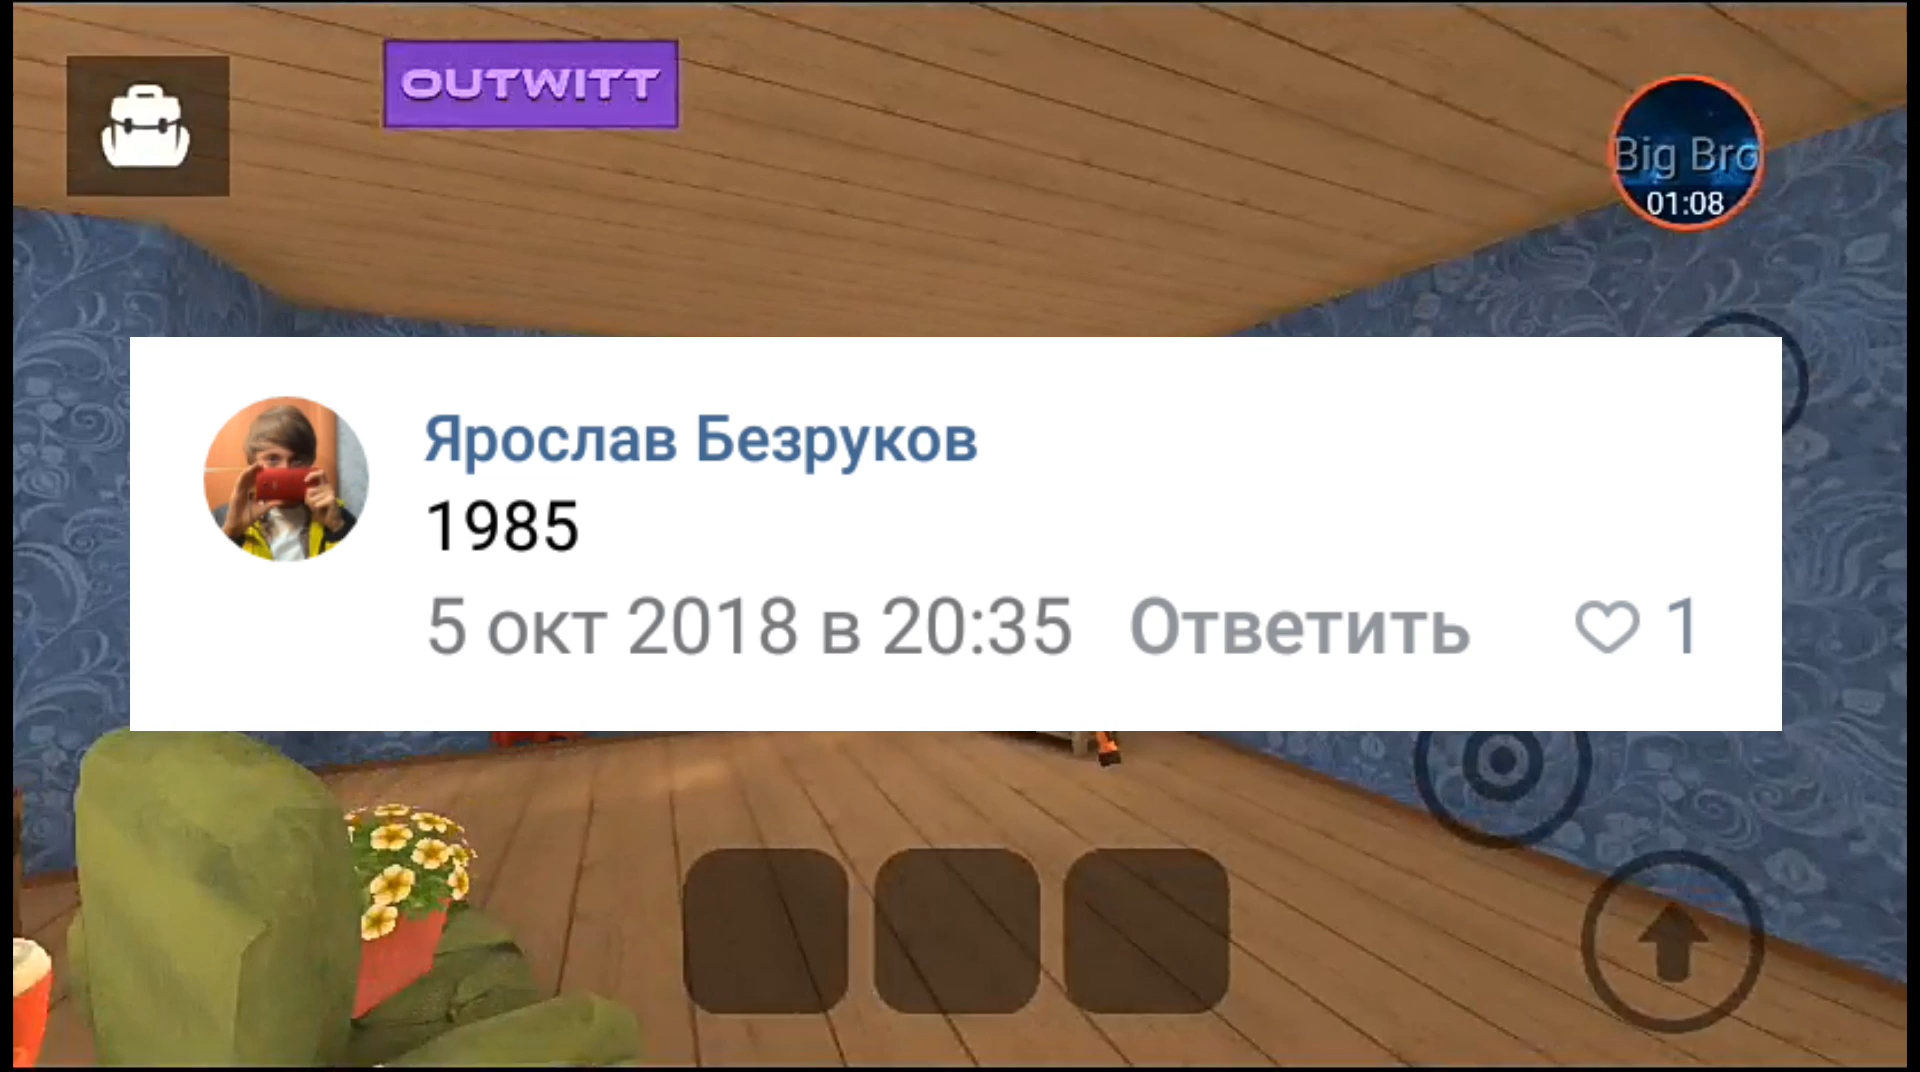 OUTWITT
Big Bro
01:08
Ярослав Безруков
1985
5 окт 2018 в 20:35 Ответить 1